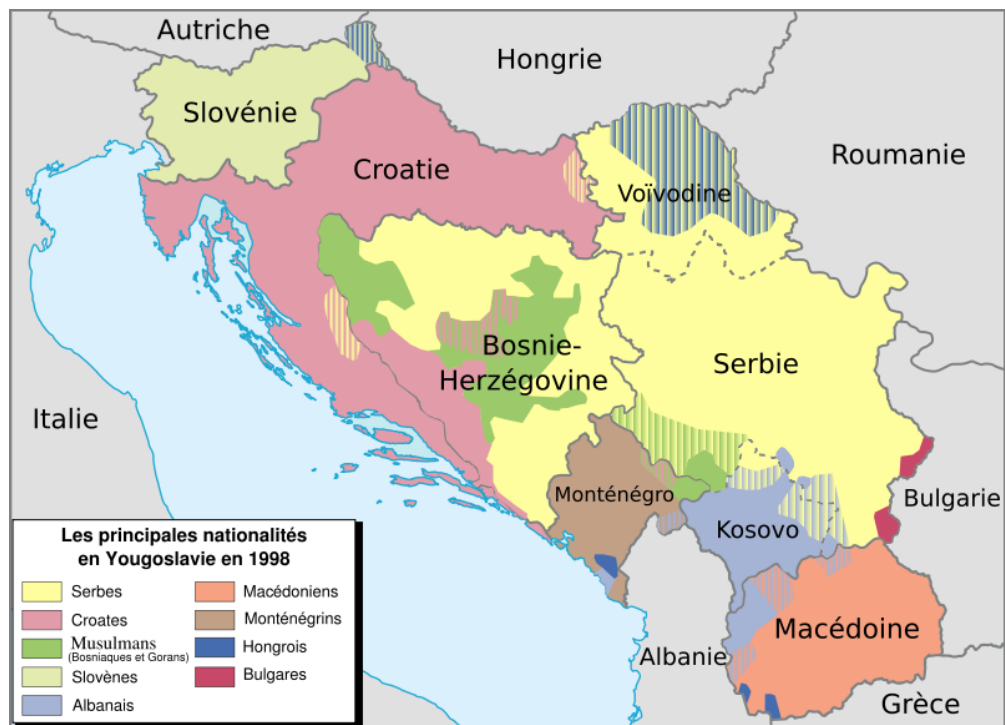 Autriche
Hongrie
Slovénie
Roumanie
Croatie
Voïvodine
Bosnie-
Herzégovine
Serbie
Italie
Monténégro
Bulgarie
Kosovo
Macédoine
Albanie
Grèce
Les principales nationalités
en Yougoslavie en 1998
Serbes
Croates
Musulmans
(Bosniaques et Gorans)
Slovènes
Albanais
Macédoniens
Monténégrins
Hongrois
Bulgares